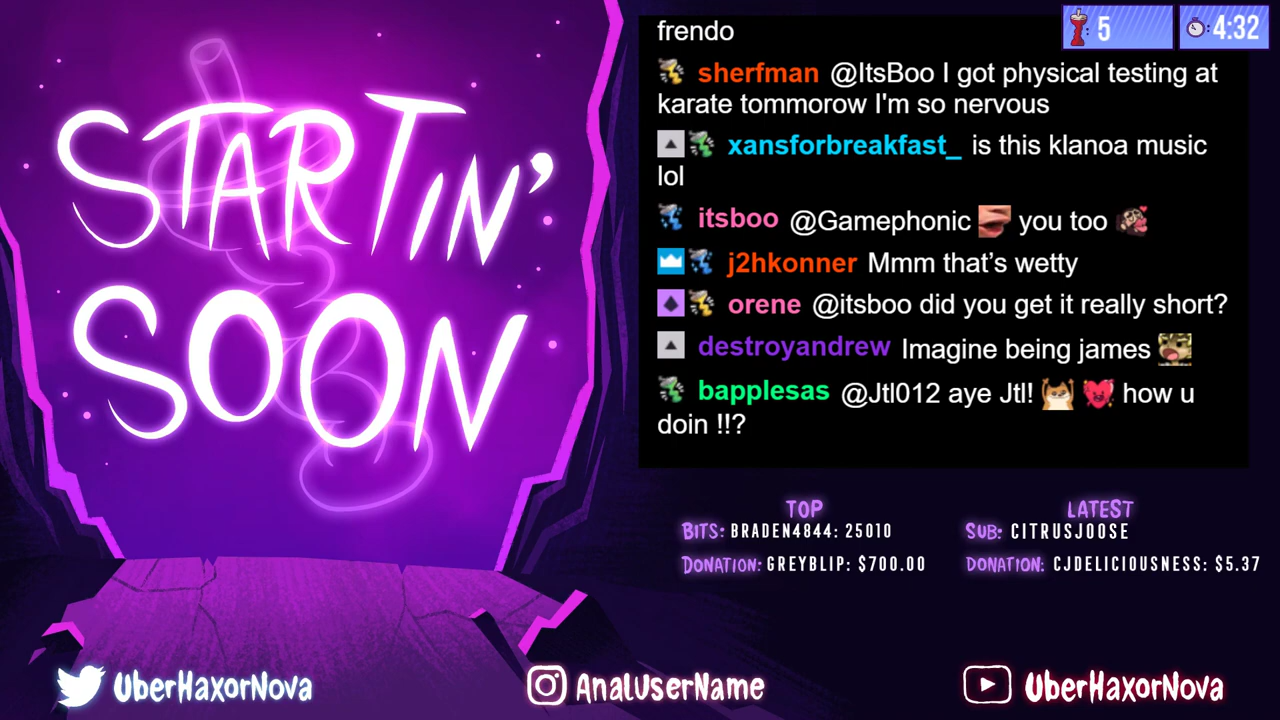 STARTIN'
SOON
frendo
sherfman @ItsBoo I got physical testing at
karate tommorow I'm so nervous
xansforbreakfast_ is this klanoa music
lol
itsboo @Gamephonic you too
j2hkonner Mmm that's wetty
orene @itsboo did you get it really short?
destroyandrew Imagine being james
bapplesas @Jtl012 aye Jtl! how u
doin !!?
: 5
: 4:32
TOP
BITS: BRADEN4844: 25010
DONATION: GREYBLIP: $700.00
LATEST
SUB: CITRUSJOOSE
DONATION: CJDELICIOUSNESS: $5.37
UberHaxorNova
AnalUserName
UberHaxorNova